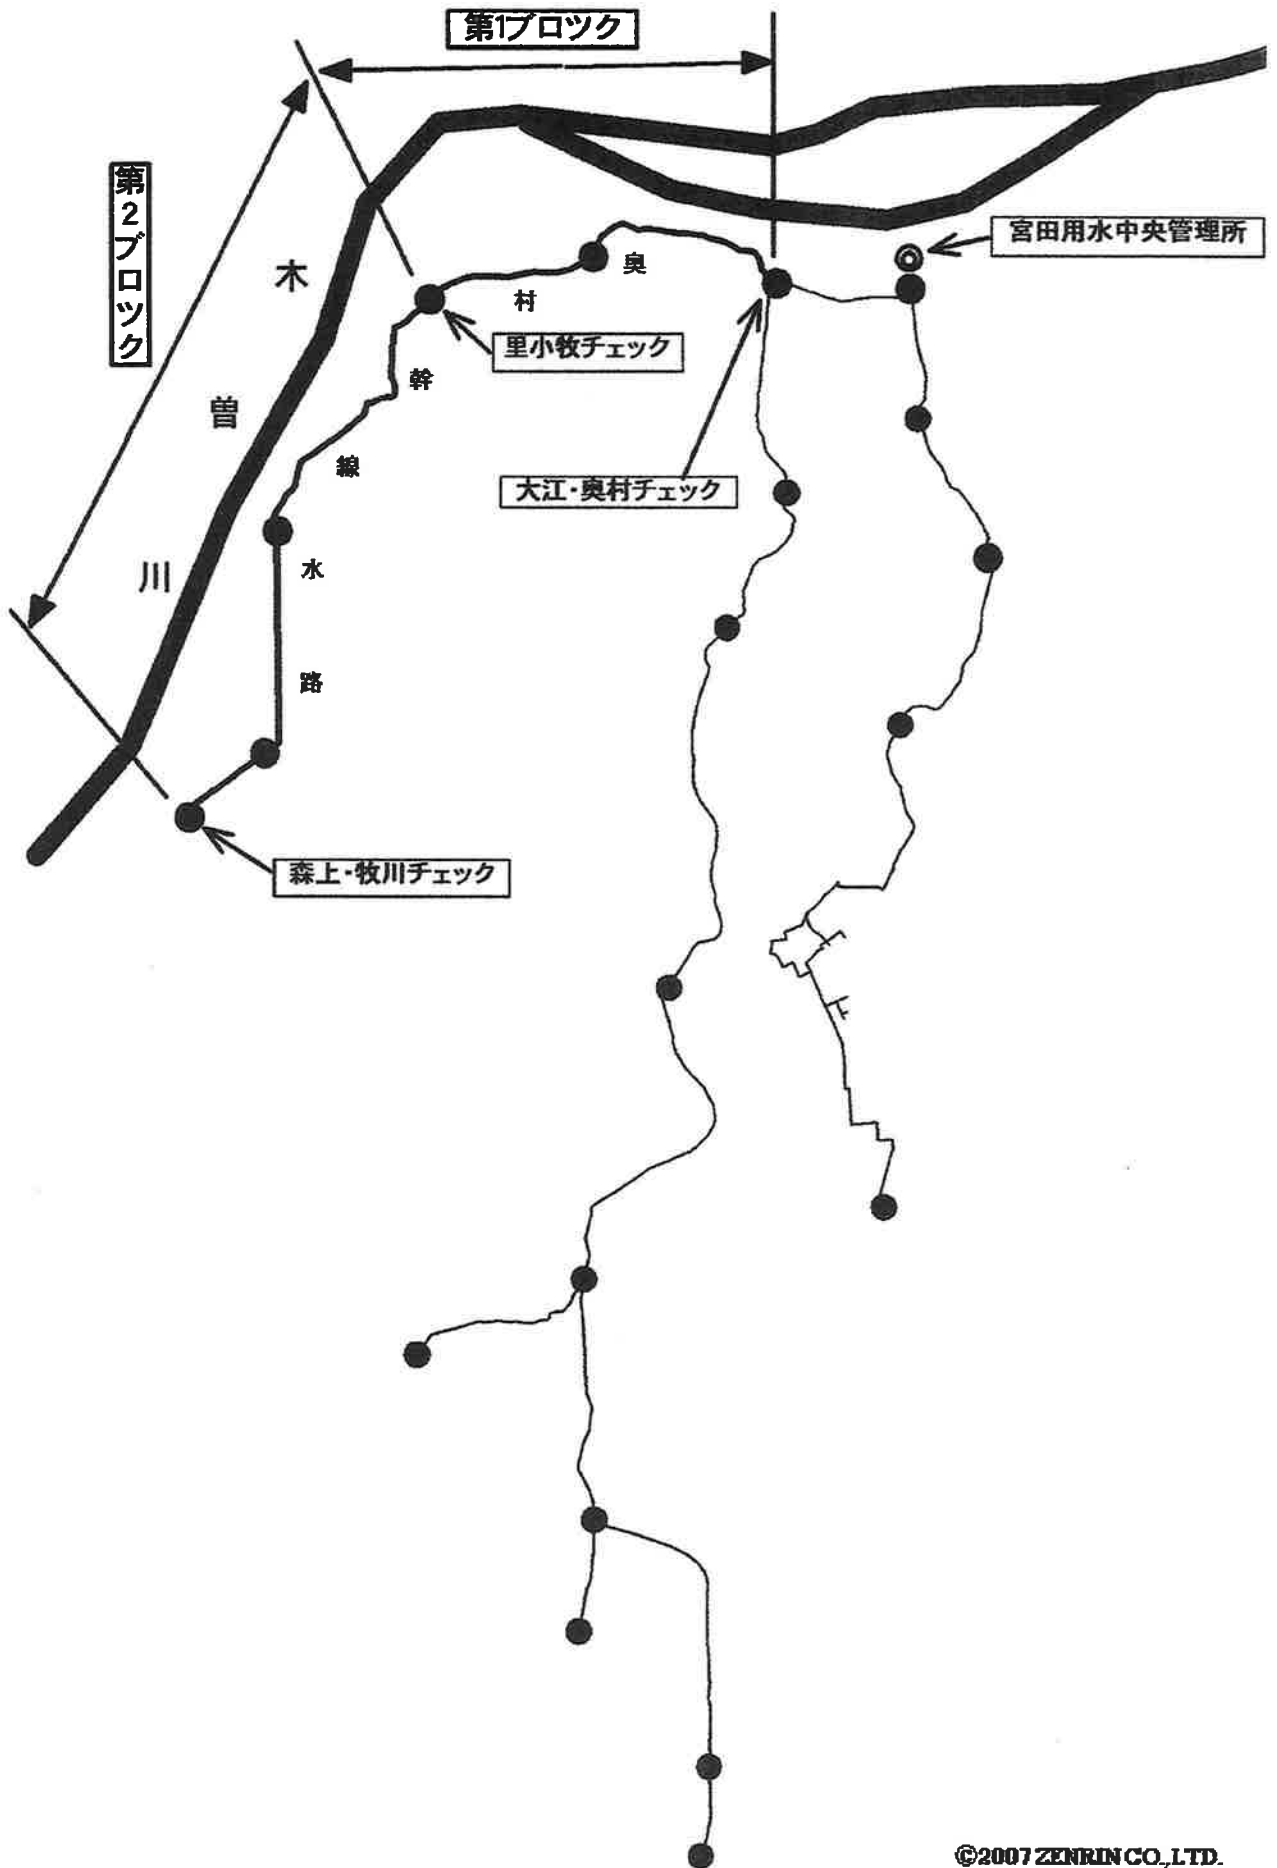 第1ブロツク
第2ブロツク
宮田用水中央管理所
木曽川
奥村幹線水路
里小牧チェック
大江・奥村チェック
森上・牧川チェック
©2007 ZENRIN CO.,LTD.